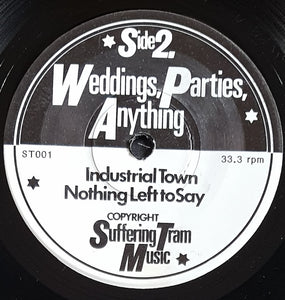 Side 2.
Weddings, Parties,
Anything
ST001 33.3 rpm
Industrial Town
Nothing Left to Say
COPYRIGHT
Suffering Tram
Music